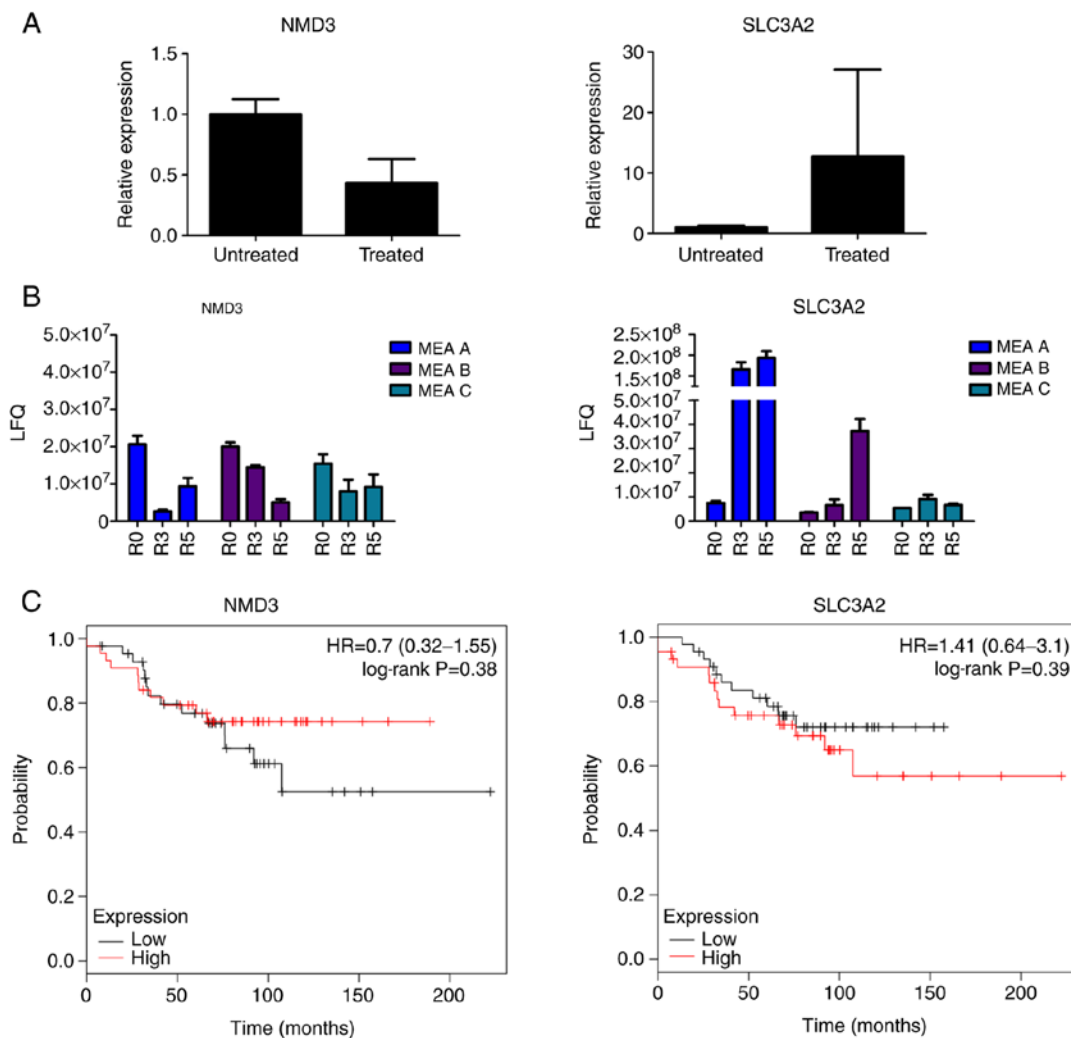 A
NMD3
Relative expression
1.5
1.0
0.5
0.0
Untreated
Treated
SLC3A2
Relative expression
30
20
10
0
Untreated
Treated
B
NMD3
LFQ
5.0×10⁷
4.0×10⁷
3.0×10⁷
2.0×10⁷
1.0×10⁷
0
R0
R3
R5
R0
R3
R5
R0
R3
R5
MEA A
MEA B
MEA C
SLC3A2
LFQ
2.5×10⁸
2.0×10⁸
1.5×10⁸
5.0×10⁷
4.0×10⁷
3.0×10⁷
2.0×10⁷
1.0×10⁷
0
R0
R3
R5
R0
R3
R5
R0
R3
R5
MEA A
MEA B
MEA C
C
NMD3
HR=0.7 (0.32–1.55)
log-rank P=0.38
Probability
1.0
0.8
0.6
0.4
0.2
0.0
Expression
Low
High
0
50
100
150
200
Time (months)
SLC3A2
HR=1.41 (0.64–3.1)
log-rank P=0.39
Probability
1.0
0.8
0.6
0.4
0.2
0.0
Expression
Low
High
0
50
100
150
200
Time (months)